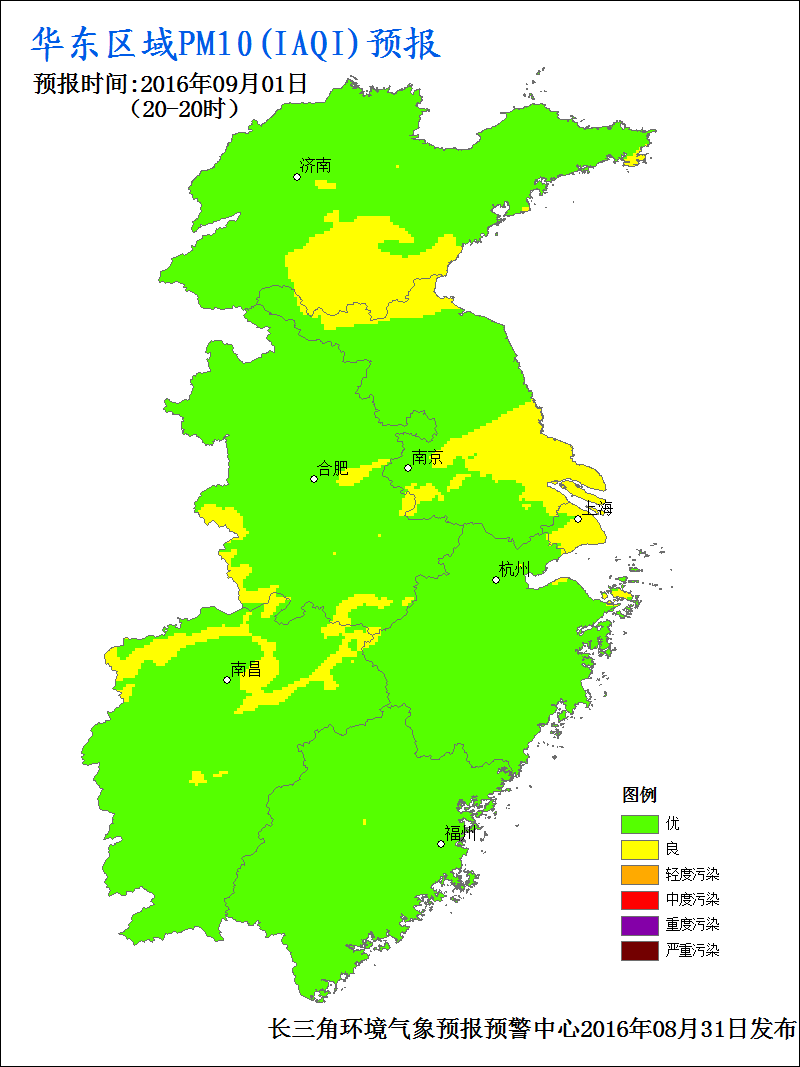 华东区域PM10(IAQI)预报
预报时间:2016年09月01日
（20-20时）
济南
南京
合肥
上海
杭州
南昌
福州
图例
优
良
轻度污染
中度污染
重度污染
严重污染
长三角环境气象预报预警中心2016年08月31日发布